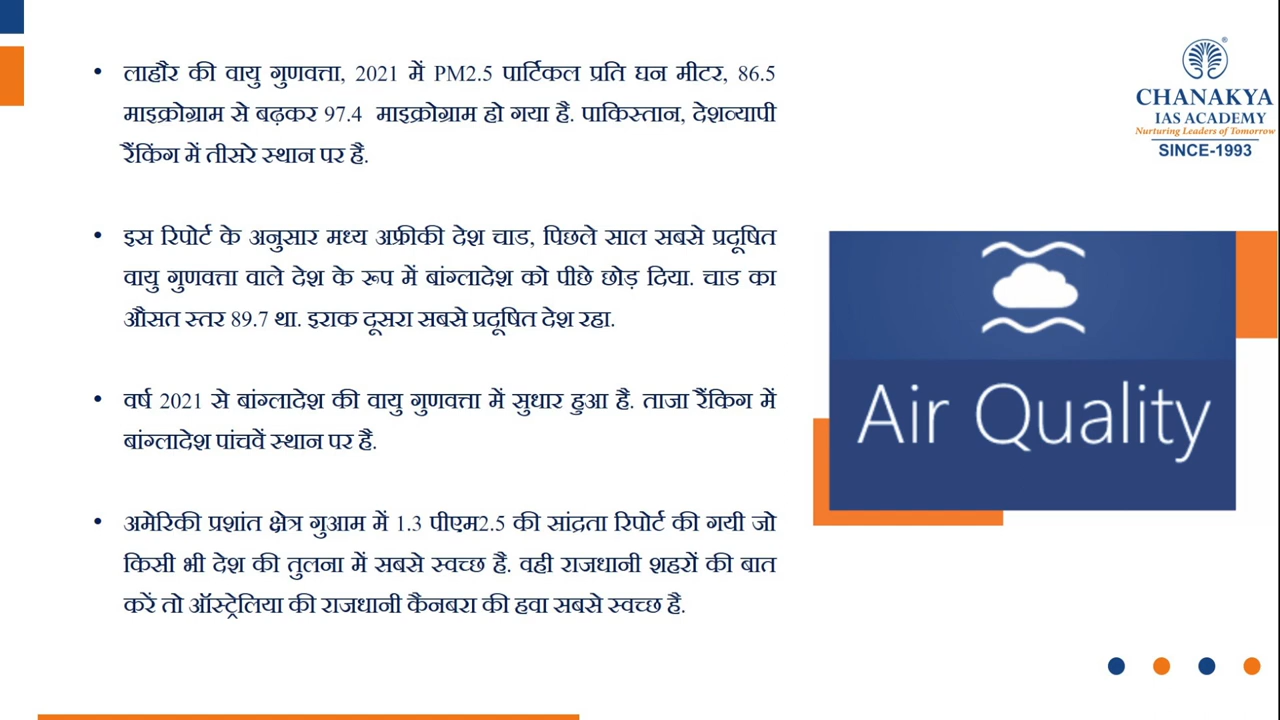 • लाहौर की वायु गुणवत्ता, 2021 में PM2.5 पार्टिकल प्रति घन मीटर, 86.5
माइक्रोग्राम से बढ़कर 97.4 माइक्रोग्राम हो गया है. पाकिस्तान, देशव्यापी
रैंकिंग में तीसरे स्थान पर है.
• इस रिपोर्ट के अनुसार मध्य अफ्रीकी देश चाड, पिछले साल सबसे प्रदूषित
वायु गुणवत्ता वाले देश के रूप में बांग्लादेश को पीछे छोड़ दिया. चाड का
औसत स्तर 89.7 था. इराक दूसरा सबसे प्रदूषित देश रहा.
• वर्ष 2021 से बांग्लादेश की वायु गुणवत्ता में सुधार हुआ है. ताजा रैंकिग में
बांग्लादेश पांचवें स्थान पर है.
• अमेरिकी प्रशांत क्षेत्र गुआम में 1.3 पीएम2.5 की सांद्रता रिपोर्ट की गयी जो
किसी भी देश की तुलना में सबसे स्वच्छ है. वही राजधानी शहरों की बात
करें तो ऑस्ट्रेलिया की राजधानी कैनबरा की हवा सबसे स्वच्छ है.
®
CHANAKYA
IAS ACADEMY
Nurturing Leaders of Tomorrow
SINCE-1993
Air Quality